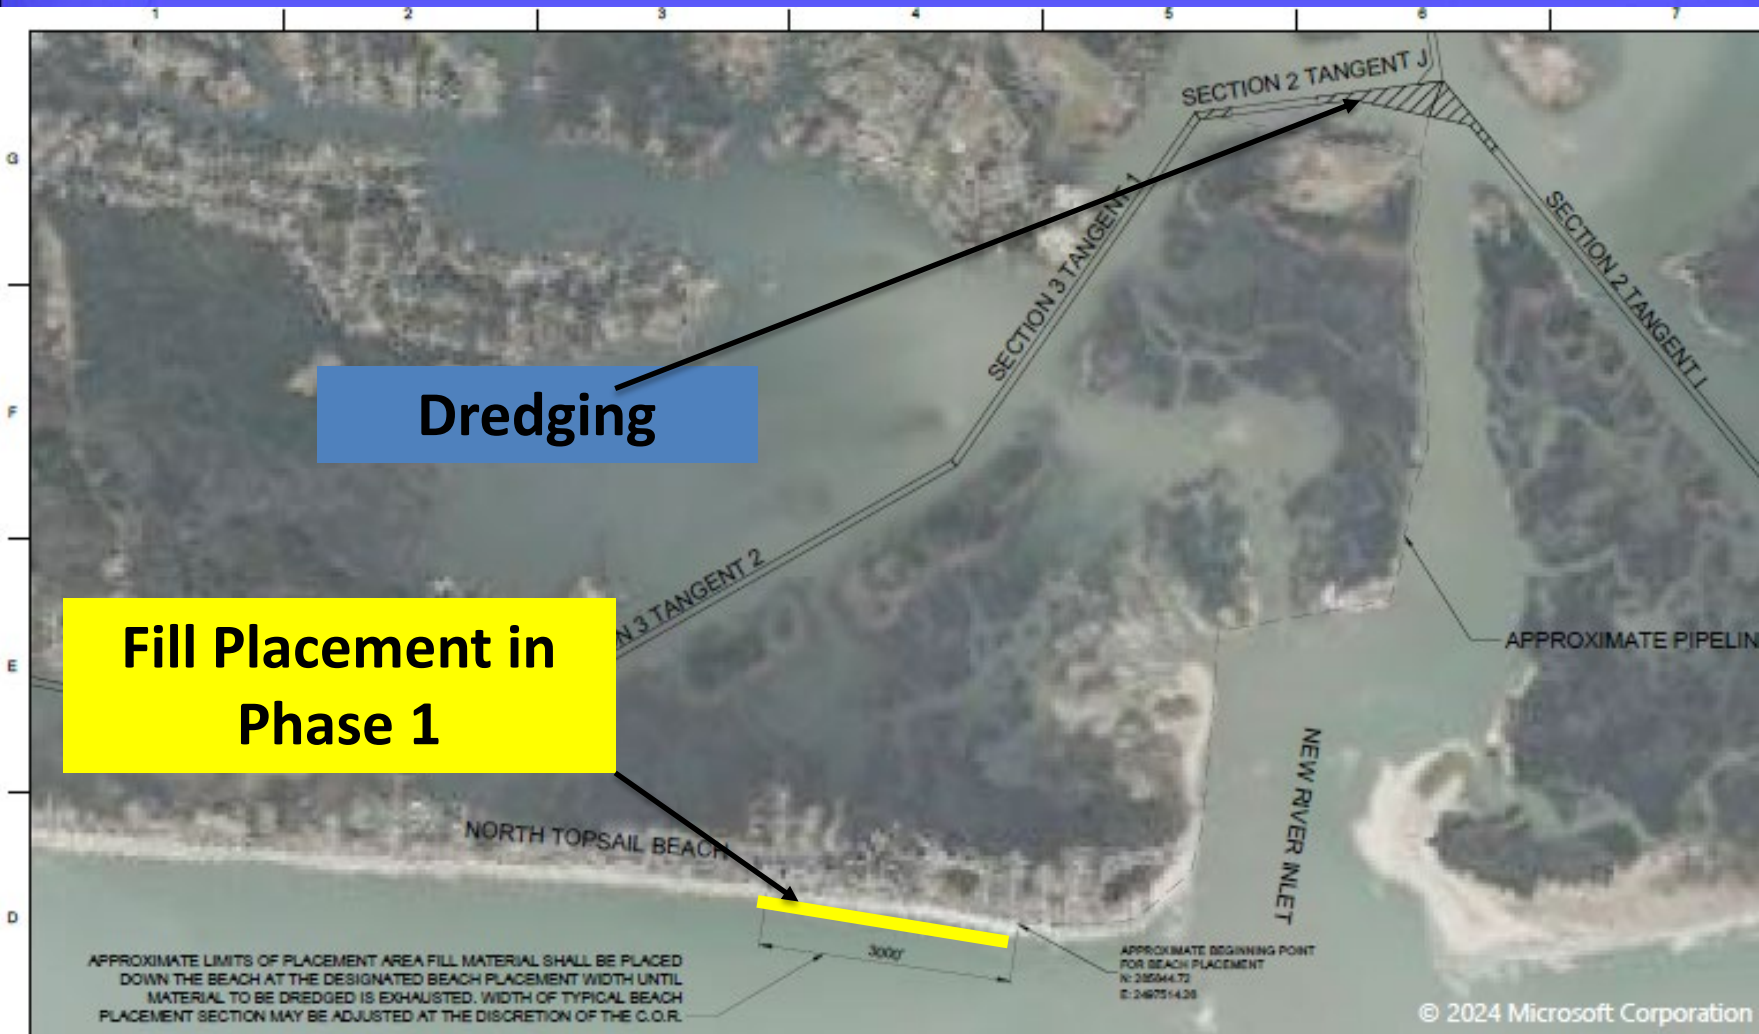 1 2 3 4 5 6 7
G
F
E
D
SECTION 2 TANGENT J
SECTION 3 TANGENT 1
SECTION 2 TANGENT I
Dredging
N 3 TANGENT 2
Fill Placement in
Phase 1
APPROXIMATE PIPELIN
NEW RIVER INLET
NORTH TOPSAIL BEACH
3000'
APPROXIMATE LIMITS OF PLACEMENT AREA FILL MATERIAL SHALL BE PLACED
DOWN THE BEACH AT THE DESIGNATED BEACH PLACEMENT WIDTH UNTIL
MATERIAL TO BE DREDGED IS EXHAUSTED. WIDTH OF TYPICAL BEACH
PLACEMENT SECTION MAY BE ADJUSTED AT THE DISCRETION OF THE C.O.R.
APPROXIMATE BEGINNING POINT
FOR BEACH PLACEMENT
N:
E:
© 2024 Microsoft Corporation